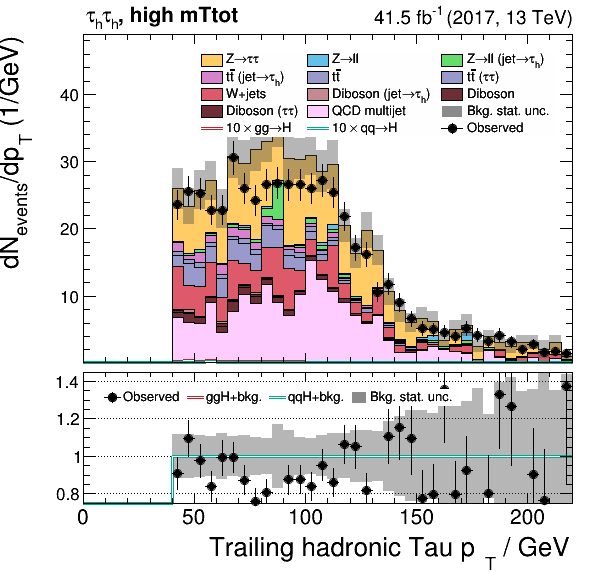 τhτh, high mTtot 41.5 fb-1 (2017, 13 TeV)
dNevents/dpT (1/GeV)
40
30
20
10
Z→ττ Z→ll Z→ll (jet→τh)
tt̄ (jet→τh) tt̄ tt̄ (ττ)
W+jets Diboson (jet→τh) Diboson
Diboson (ττ) QCD multijet Bkg. stat. unc.
10 × gg→H 10 × qq→H Observed
1.4
1.2
1
0.8
Observed ggH+bkg. qqH+bkg. Bkg. stat. unc.
0 50 100 150 200
Trailing hadronic Tau pT / GeV